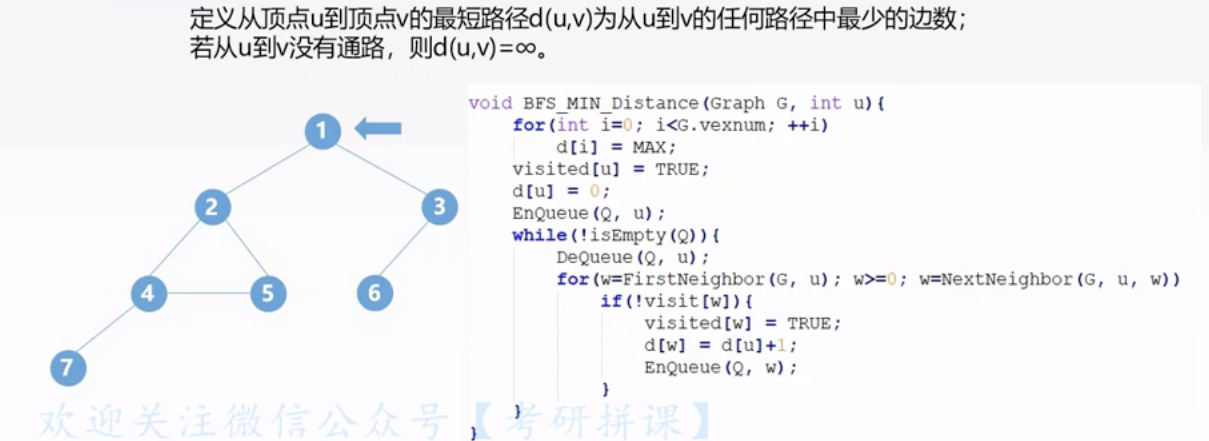 定义从顶点u到顶点v的最短路径d(u,v)为从u到v的任何路径中最少的边数；
若从u到v没有通路，则d(u,v)=∞。
1
2
3
4
5
6
7
void BFS_MIN_Distance(Graph G, int u){
for(int i=0; i<G.vexnum; ++i)
d[i] = MAX;
visited[u] = TRUE;
d[u] = 0;
EnQueue(Q, u);
while(!isEmpty(Q)){
DeQueue(Q, u);
for(w=FirstNeighbor(G, u); w>=0; w=NextNeighbor(G, u, w))
if(!visit[w]){
visited[w] = TRUE;
d[w] = d[u]+1;
EnQueue(Q, w);
}
}
}
欢迎关注微信公众号【考研拼课】